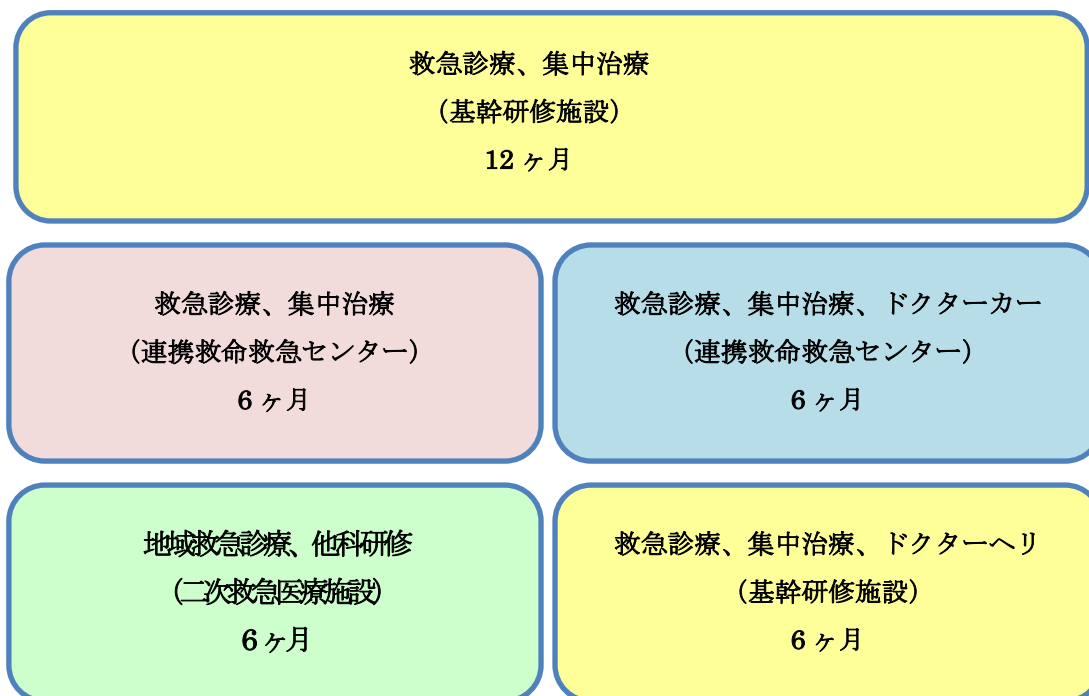 救急診療、集中治療
（基幹研修施設）
12 ヶ月
救急診療、集中治療
（連携救命救急センター）
6 ヶ月
救急診療、集中治療、ドクターカー
（連携救命救急センター）
6 ヶ月
地域救急診療、他科研修
（二次救急医療施設）
6 ヶ月
救急診療、集中治療、ドクターヘリ
（基幹研修施設）
6 ヶ月